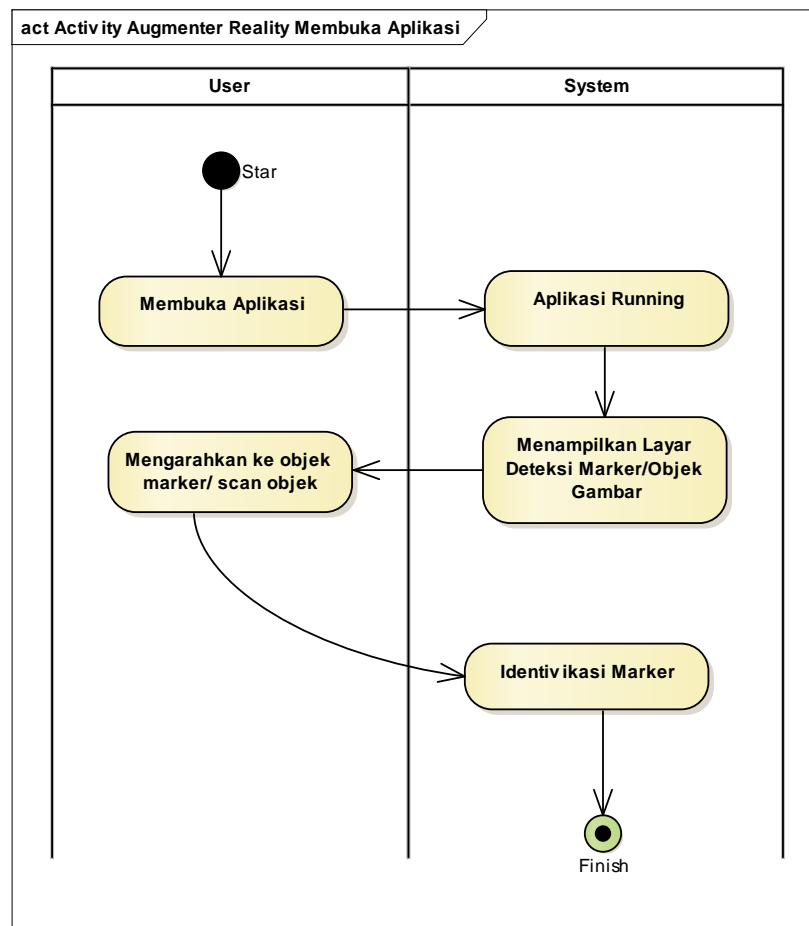 act Activity Augmenter Reality Membuka Aplikasi
User
System
Star
Membuka Aplikasi
Aplikasi Running
Menampilkan Layar
Deteksi Marker/Objek
Gambar
Mengarahkan ke objek
marker/ scan objek
Identivikasi Marker
Finish